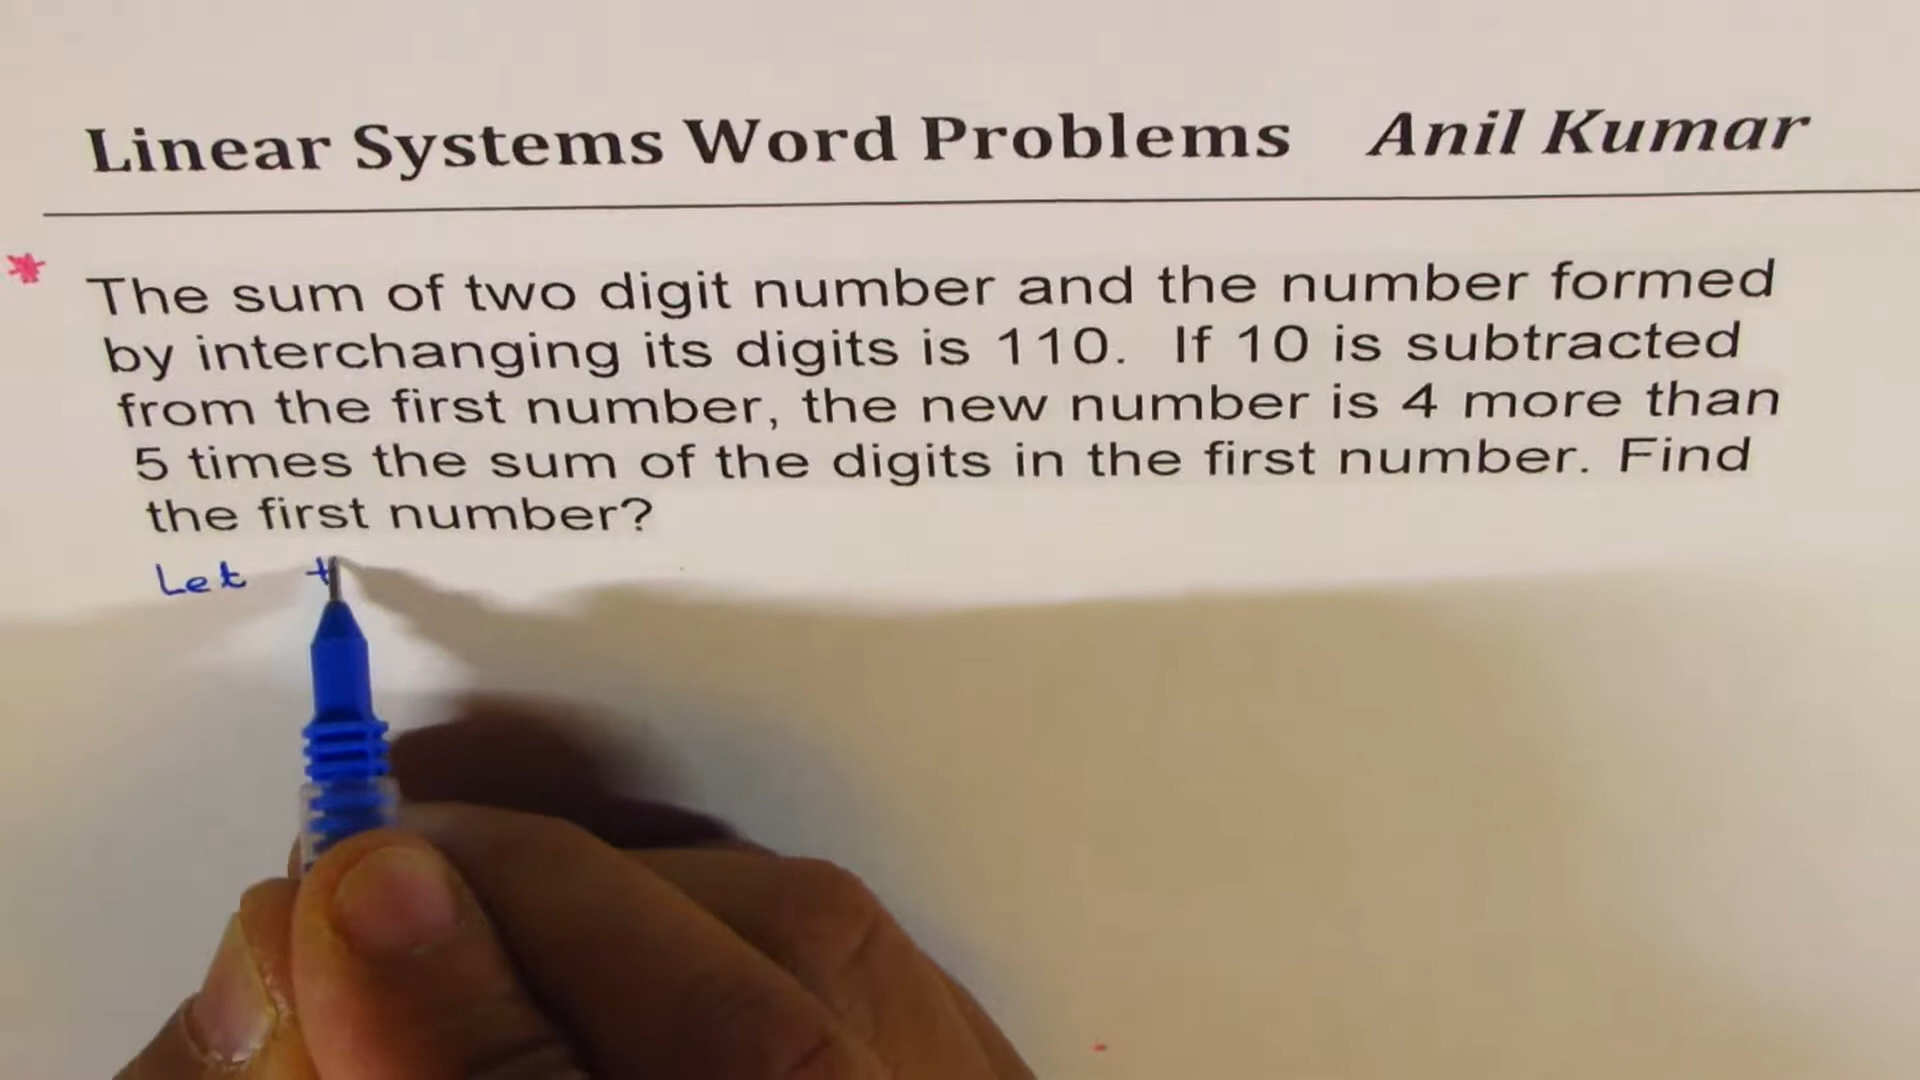 Linear Systems Word Problems Anil Kumar
The sum of two digit number and the number formed
by interchanging its digits is 110. If 10 is subtracted
from the first number, the new number is 4 more than
5 times the sum of the digits in the first number. Find
the first number?
Let t